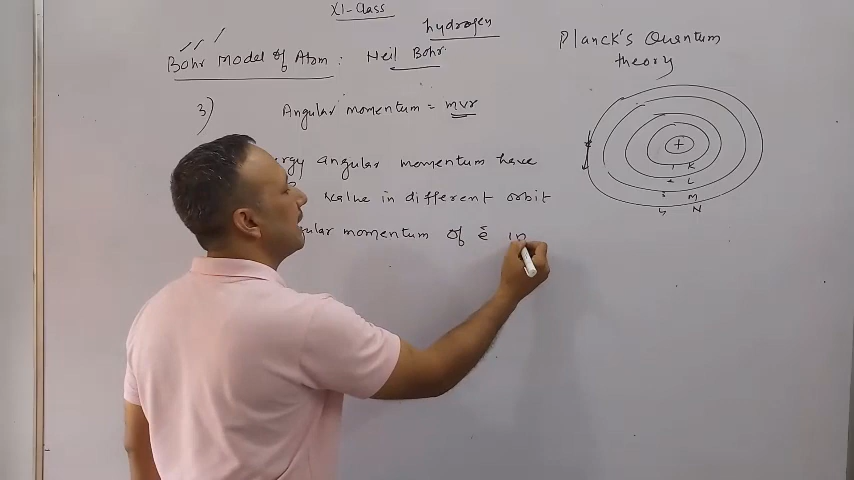 XI-Class
hydrogen
Bohr Model of Atom : Neil Bohr
3) Angular momentum = mvr
angular momentum have
value in different orbit
momentum of e in
Planck's Quantum
theory
+
K
L
M
N